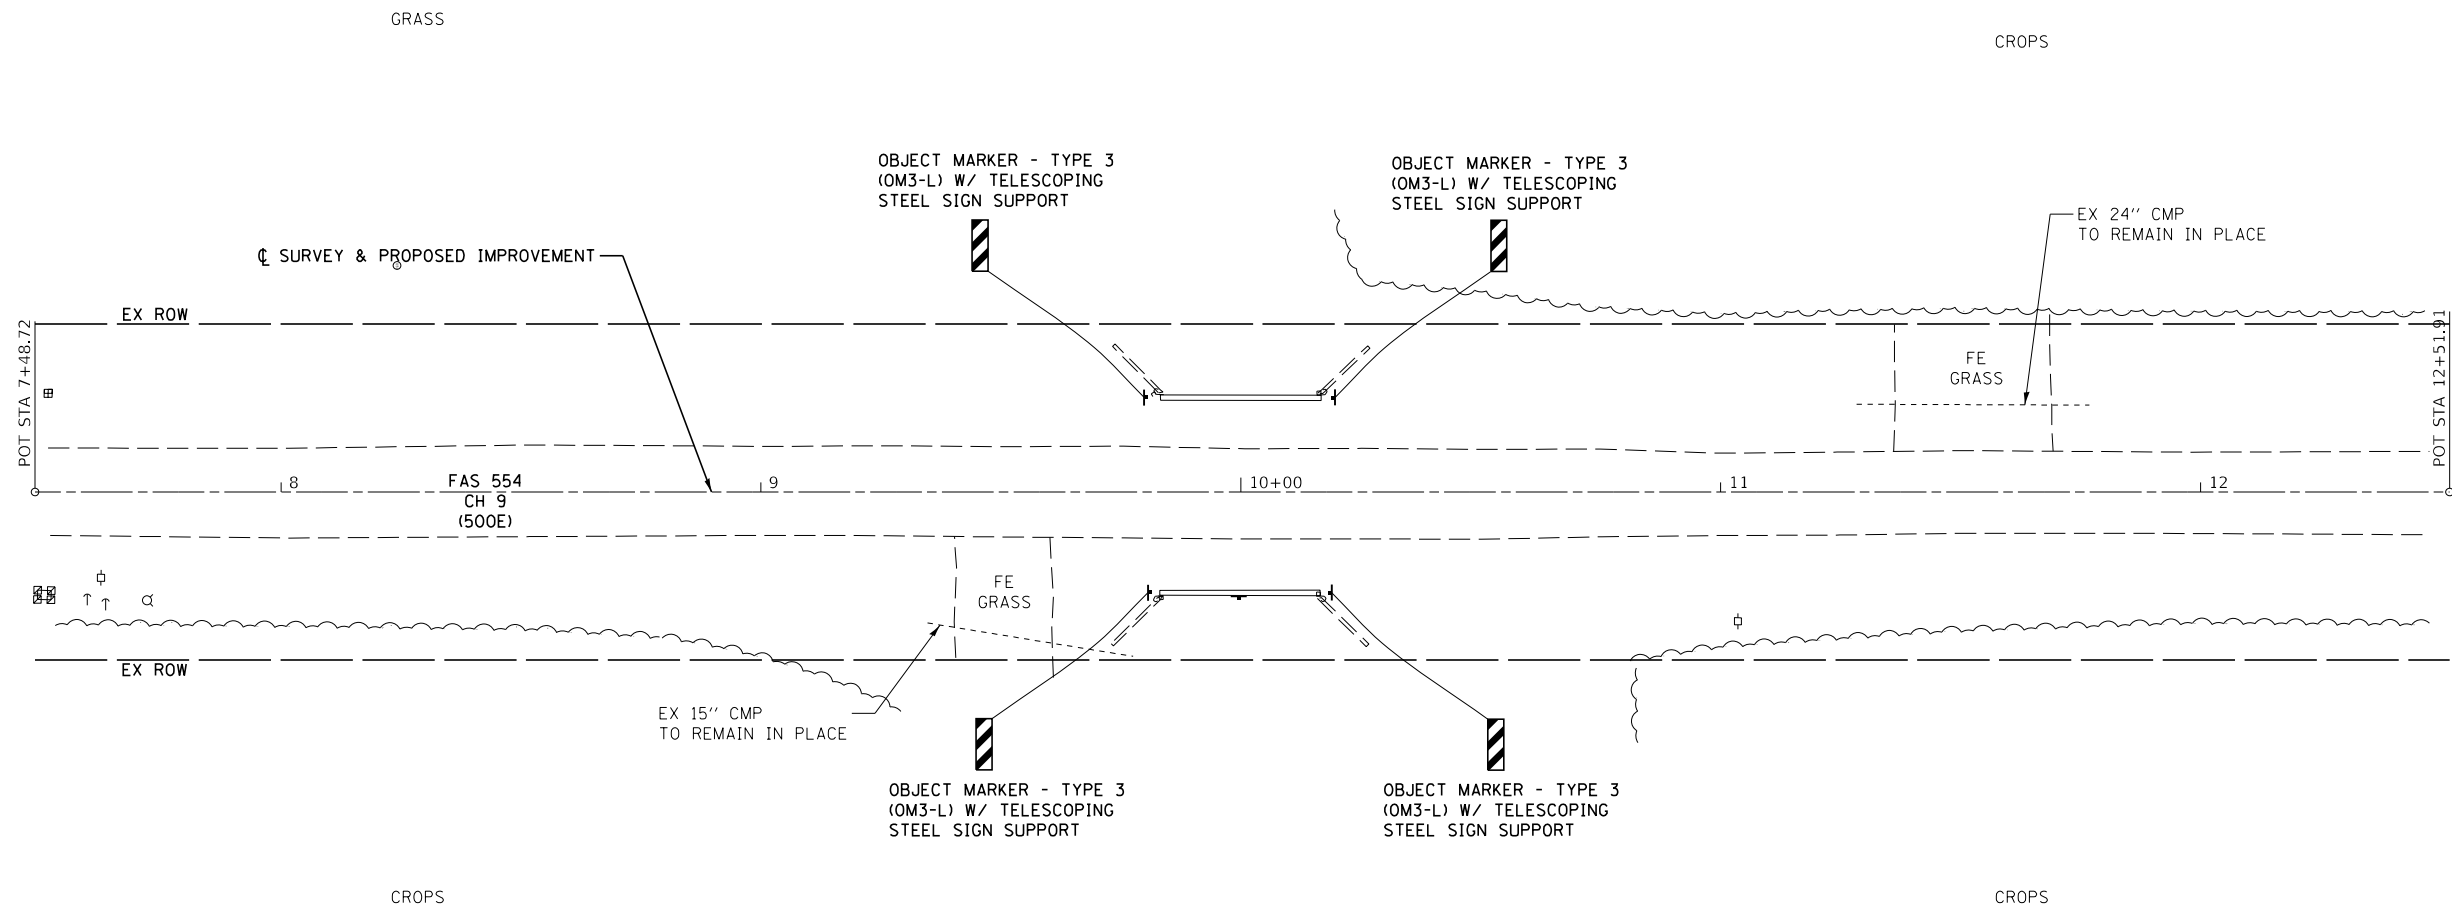 GRASS
CROPS
OBJECT MARKER - TYPE 3
(OM3-L) W/ TELESCOPING
STEEL SIGN SUPPORT
OBJECT MARKER - TYPE 3
(OM3-L) W/ TELESCOPING
STEEL SIGN SUPPORT
EX 24'' CMP
TO REMAIN IN PLACE
℄ SURVEY & PROPOSED IMPROVEMENT
EX ROW
POT STA 7+48.72
POT STA 12+51.91
FE
GRASS
8
9
10+00
11
12
FAS 554
CH 9
(500E)
FE
GRASS
EX ROW
EX 15'' CMP
TO REMAIN IN PLACE
OBJECT MARKER - TYPE 3
(OM3-L) W/ TELESCOPING
STEEL SIGN SUPPORT
OBJECT MARKER - TYPE 3
(OM3-L) W/ TELESCOPING
STEEL SIGN SUPPORT
CROPS
CROPS